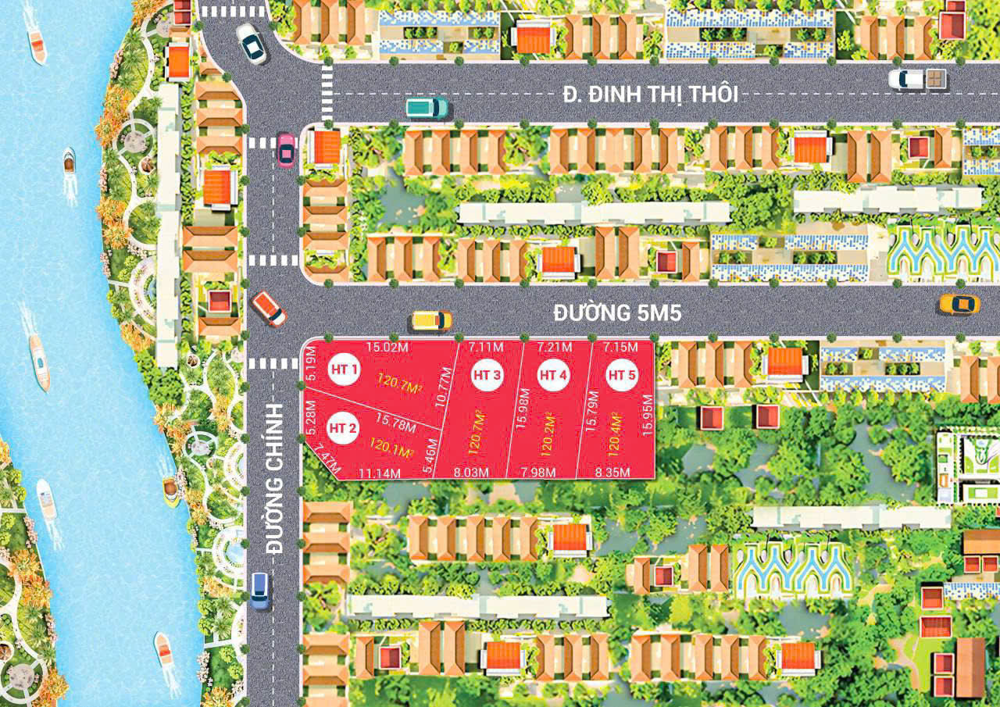 Đ. ĐINH THỊ THÔI
ĐƯỜNG 5M5
ĐƯỜNG CHÍNH
15.02M
7.11M
7.21M
7.15M
5.19M
HT 1
120.7M²
10.77M
HT 3
HT 4
HT 5
15.98M
15.79M
15.95M
5.28M
HT 2
15.78M
120.1M²
5.46M
120.7M²
120.2M²
120.4M²
7.47M
11.14M
8.03M
7.98M
8.35M